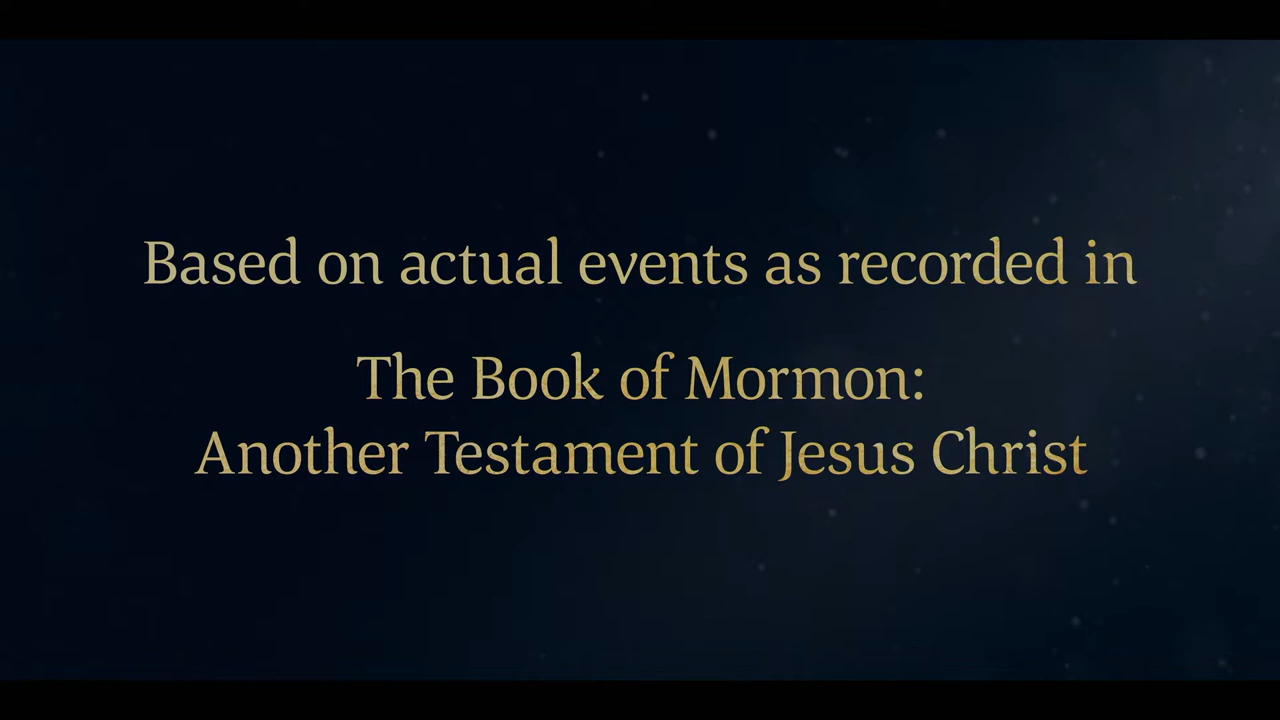 Based on actual events as recorded in
The Book of Mormon:
Another Testament of Jesus Christ